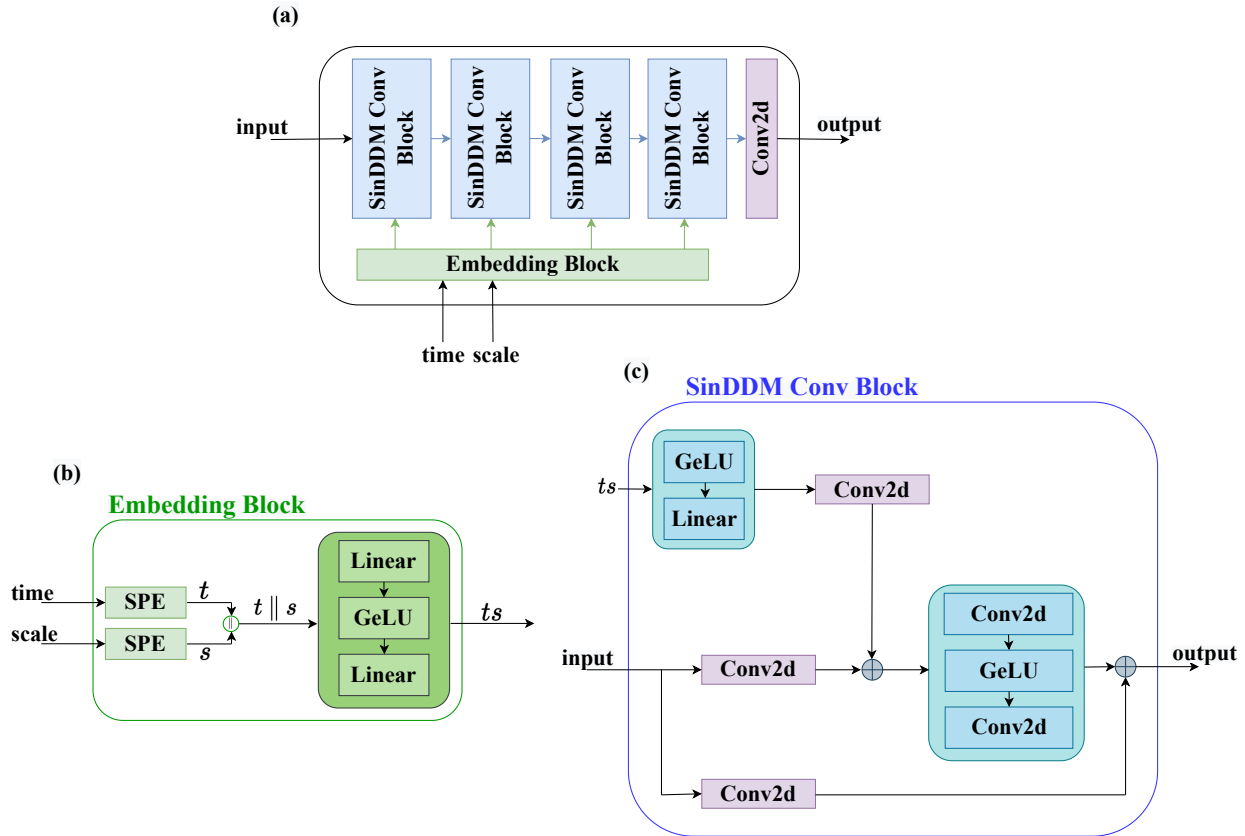 (a)
SinDDM Conv
Block
SinDDM Conv
Block
SinDDM Conv
Block
SinDDM Conv
Block
Conv2d
input
output
Embedding Block
time scale
(b)
Embedding Block
time
SPE
t
scale
SPE
s
||
t || s
Linear
GeLU
Linear
ts
(c)
SinDDM Conv Block
ts
GeLU
Linear
Conv2d
input
Conv2d
Conv2d
GeLU
Conv2d
output
Conv2d